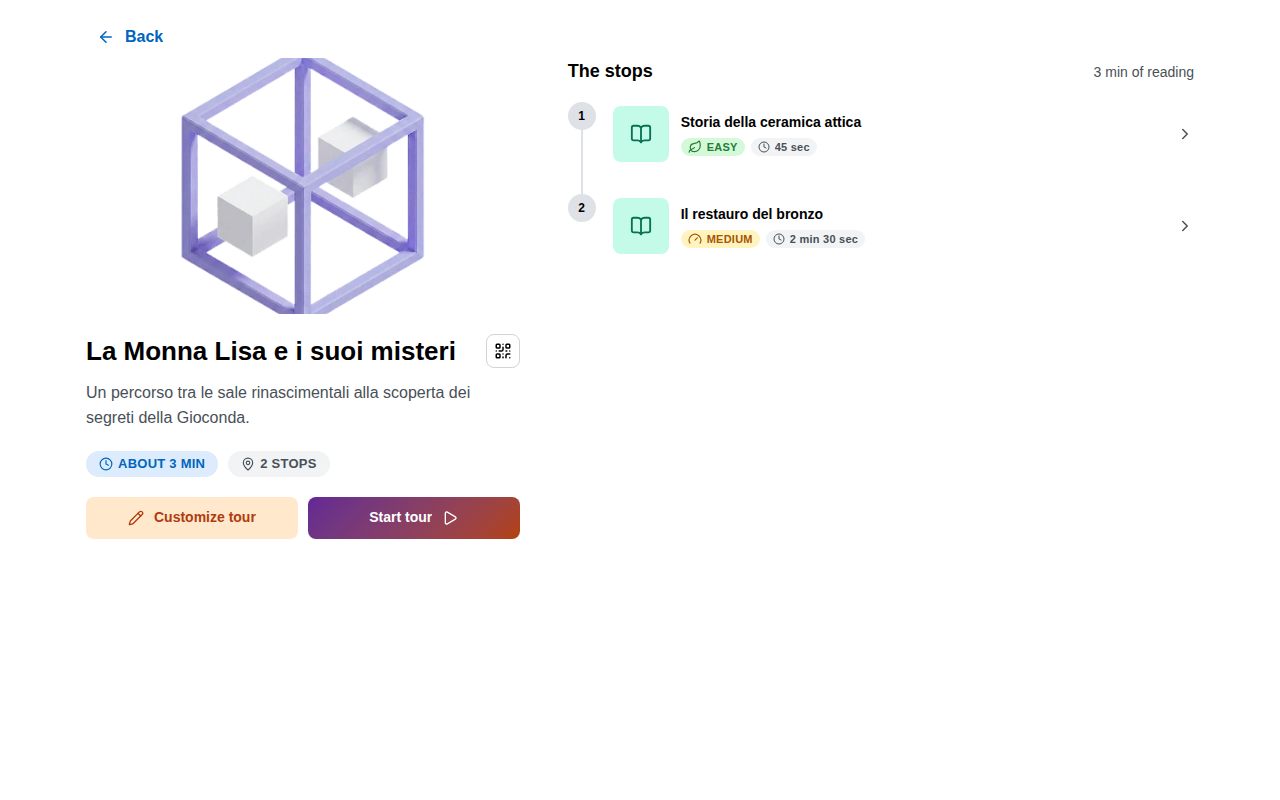 Back
La Monna Lisa e i suoi misteri
Un percorso tra le sale rinascimentali alla scoperta dei
segreti della Gioconda.
ABOUT 3 MIN
2 STOPS
Customize tour
Start tour
The stops
3 min of reading
1
Storia della ceramica attica
EASY
45 sec
2
Il restauro del bronzo
MEDIUM
2 min 30 sec